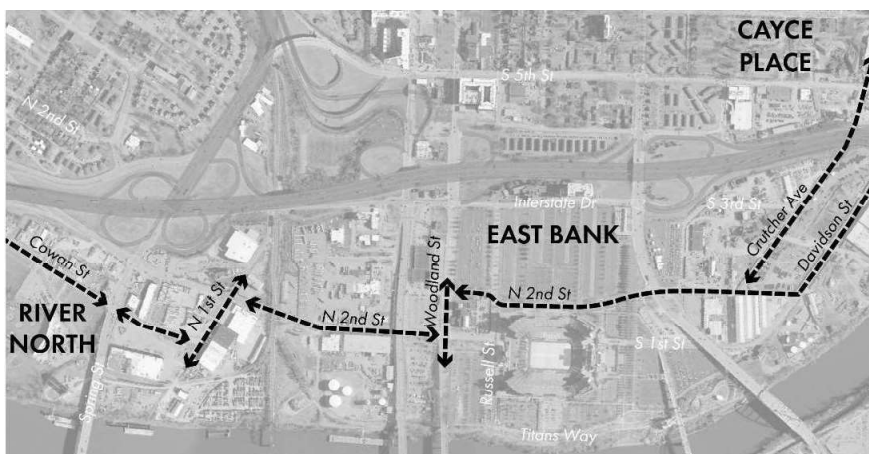 CAYCE
PLACE
S 5th St
N 2nd St
Interstate Dr
S 3rd St
Crutcher Ave
Davidson St
EAST BANK
Cowan St
N 1st St
Woodland St
N 2nd St
N 2nd St
RIVER
NORTH
Spring St
Russell St
S 1st St
Titans Way